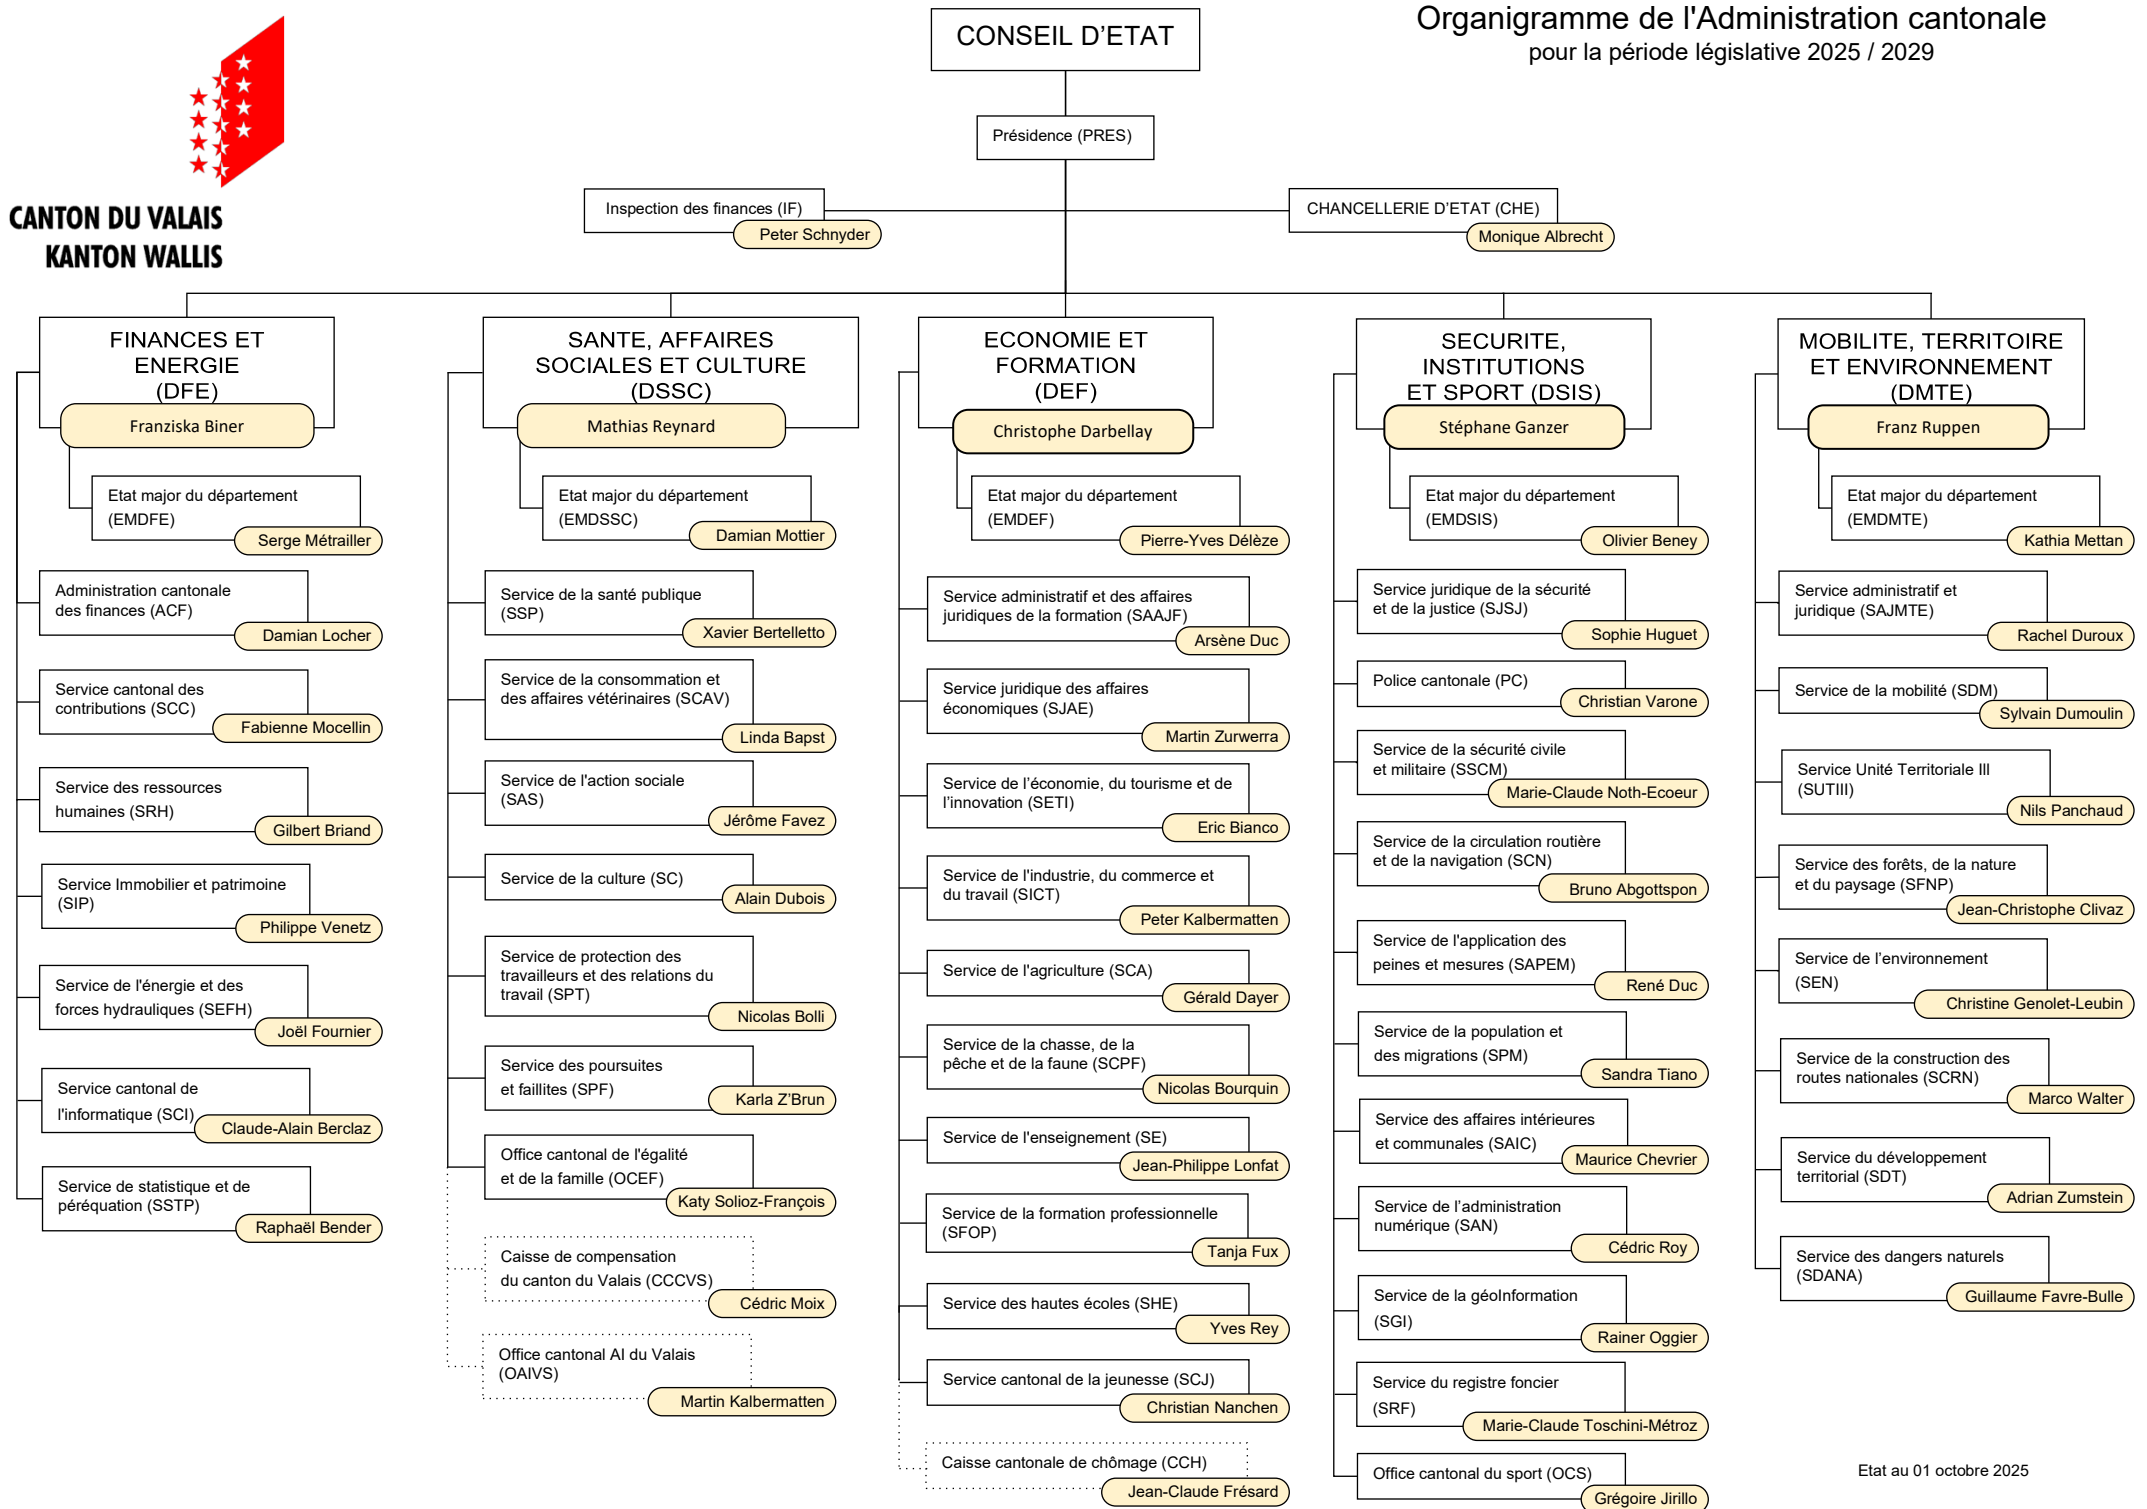 Organigramme de l'Administration cantonale
pour la période législative 2025 / 2029
CANTON DU VALAIS
KANTON WALLIS
CONSEIL D'ETAT
Présidence (PRES)
Inspection des finances (IF)
Peter Schnyder
CHANCELLERIE D'ETAT (CHE)
Monique Albrecht
FINANCES ET
ENERGIE
(DFE)
Franziska Biner
Etat major du département
(EMDFE)
Serge Métrailler
Administration cantonale
des finances (ACF)
Damian Locher
Service cantonal des
contributions (SCC)
Fabienne Mocellin
Service des ressources
humaines (SRH)
Gilbert Briand
Service Immobilier et patrimoine
(SIP)
Philippe Venetz
Service de l'énergie et des
forces hydrauliques (SEFH)
Joël Fournier
Service cantonal de
l'informatique (SCI)
Claude-Alain Berclaz
Service de statistique et de
péréquation (SSTP)
Raphaël Bender
SANTE, AFFAIRES
SOCIALES ET CULTURE
(DSSC)
Mathias Reynard
Etat major du département
(EMDSSC)
Damian Mottier
Service de la santé publique
(SSP)
Xavier Bertelletto
Service de la consommation et
des affaires vétérinaires (SCAV)
Linda Bapst
Service de l'action sociale
(SAS)
Jérôme Favez
Service de la culture (SC)
Alain Dubois
Service de protection des
travailleurs et des relations du
travail (SPT)
Nicolas Bolli
Service des poursuites
et faillites (SPF)
Karla Z'Brun
Office cantonal de l'égalité
et de la famille (OCEF)
Katy Solioz-François
Caisse de compensation
du canton du Valais (CCCVS)
Cédric Moix
Office cantonal AI du Valais
(OAIVS)
Martin Kalbermatten
ECONOMIE ET
FORMATION
(DEF)
Christophe Darbellay
Etat major du département
(EMDEF)
Pierre-Yves Délèze
Service administratif et des affaires
juridiques de la formation (SAAJF)
Arsène Duc
Service juridique des affaires
économiques (SJAE)
Martin Zurwerra
Service de l'économie, du tourisme et de
l'innovation (SETI)
Eric Bianco
Service de l'industrie, du commerce et
du travail (SICT)
Peter Kalbermatten
Service de l'agriculture (SCA)
Gérald Dayer
Service de la chasse, de la
pêche et de la faune (SCPF)
Nicolas Bourquin
Service de l'enseignement (SE)
Jean-Philippe Lonfat
Service de la formation professionnelle
(SFOP)
Tanja Fux
Service des hautes écoles (SHE)
Yves Rey
Service cantonal de la jeunesse (SCJ)
Christian Nanchen
Caisse cantonale de chômage (CCH)
Jean-Claude Frésard
SECURITE,
INSTITUTIONS
ET SPORT (DSIS)
Stéphane Ganzer
Etat major du département
(EMDSIS)
Olivier Beney
Service juridique de la sécurité
et de la justice (SJSJ)
Sophie Huguet
Police cantonale (PC)
Christian Varone
Service de la sécurité civile
et militaire (SSCM)
Marie-Claude Noth-Ecoeur
Service de la circulation routière
et de la navigation (SCN)
Bruno Abgottspon
Service de l'application des
peines et mesures (SAPEM)
René Duc
Service de la population et
des migrations (SPM)
Sandra Tiano
Service des affaires intérieures
et communales (SAIC)
Maurice Chevrier
Service de l'administration
numérique (SAN)
Cédric Roy
Service de la géoInformation
(SGI)
Rainer Oggier
Service du registre foncier
(SRF)
Marie-Claude Toschini-Métroz
Office cantonal du sport (OCS)
Grégoire Jirillo
MOBILITE, TERRITOIRE
ET ENVIRONNEMENT
(DMTE)
Franz Ruppen
Etat major du département
(EMDMTE)
Kathia Mettan
Service administratif et
juridique (SAJMTE)
Rachel Duroux
Service de la mobilité (SDM)
Sylvain Dumoulin
Service Unité Territoriale III
(SUTIII)
Nils Panchaud
Service des forêts, de la nature
et du paysage (SFNP)
Jean-Christophe Clivaz
Service de l'environnement
(SEN)
Christine Genolet-Leubin
Service de la construction des
routes nationales (SCRN)
Marco Walter
Service du développement
territorial (SDT)
Adrian Zumstein
Service des dangers naturels
(SDANA)
Guillaume Favre-Bulle
Etat au 01 octobre 2025